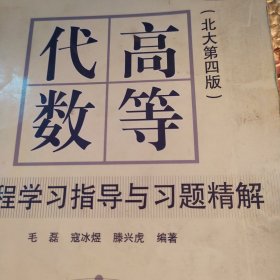 高等
代数
（北大第四版）
程学习指导与习题精解
毛磊 寇冰煜 滕兴虎 编著